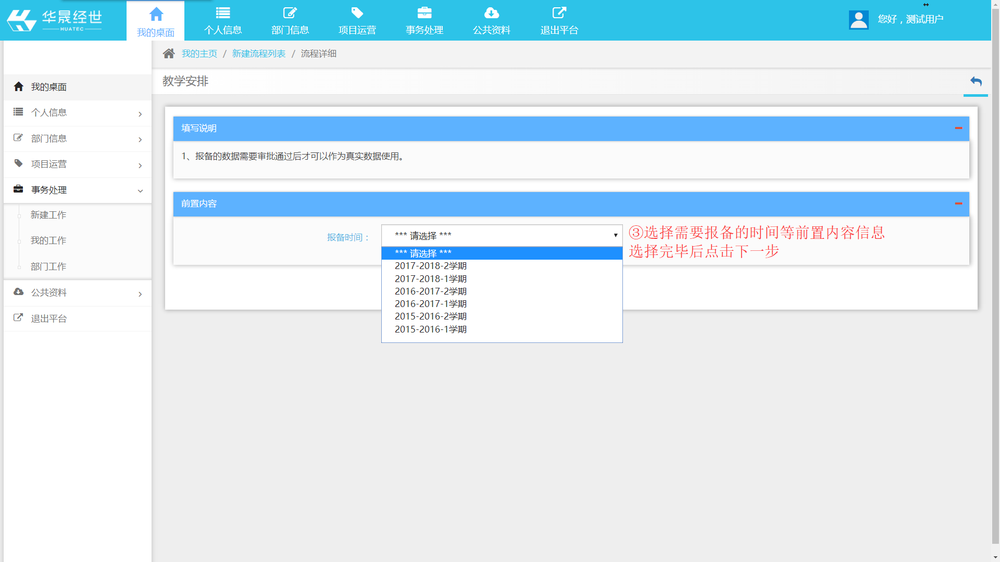 华晟经世
HUATEC
我的桌面
个人信息
部门信息
项目运营
事务处理
公共资料
退出平台
您好，测试用户
我的主页 / 新建流程列表 / 流程详细
教学安排
我的桌面
个人信息
部门信息
项目运营
事务处理
新建工作
我的工作
部门工作
公共资料
退出平台
填写说明
1、报备的数据需要审批通过后才可以作为真实数据使用。
前置内容
报备时间：
*** 请选择 ***
*** 请选择 ***
2017-2018-2学期
2017-2018-1学期
2016-2017-2学期
2016-2017-1学期
2015-2016-2学期
2015-2016-1学期
③选择需要报备的时间等前置内容信息
选择完毕后点击下一步